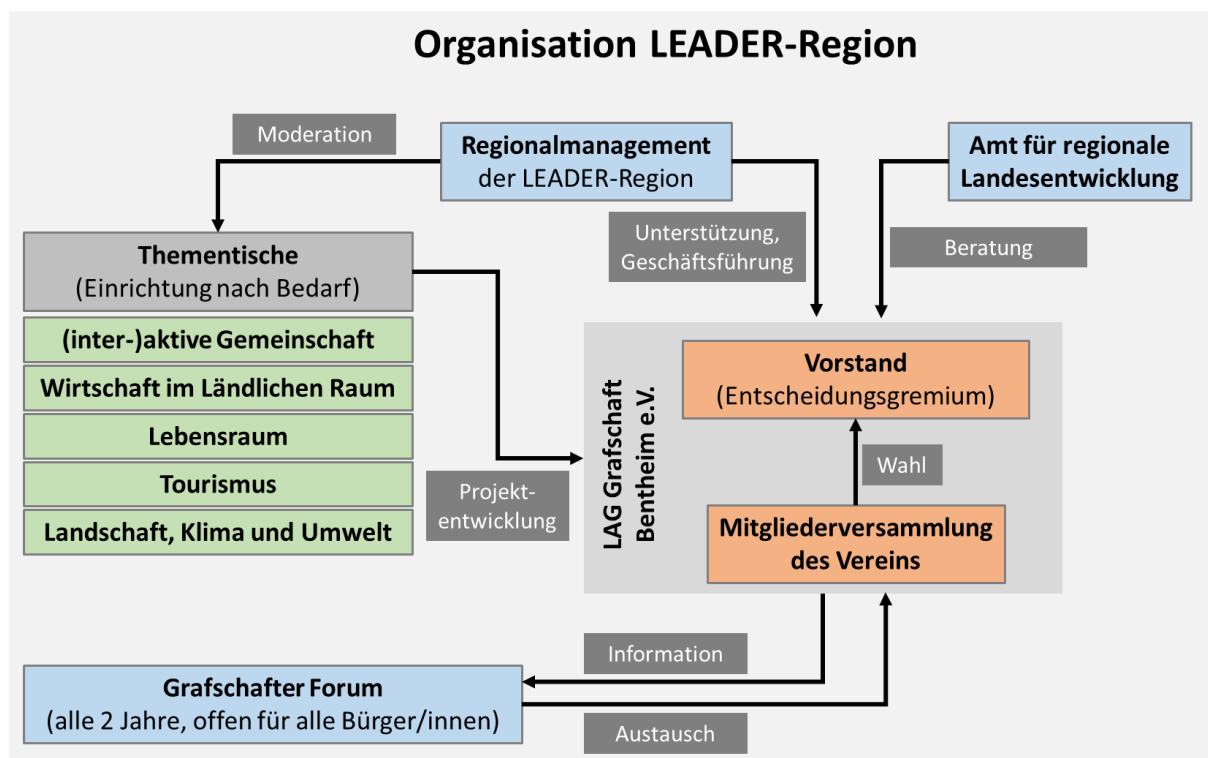 Organisation LEADER-Region
Moderation
Regionalmanagement
der LEADER-Region
Amt für regionale
Landesentwicklung
Unterstützung,
Geschäftsführung
Beratung
Thementische
(Einrichtung nach Bedarf)
(inter-)aktive Gemeinschaft
Wirtschaft im Ländlichen Raum
Lebensraum
Tourismus
Landschaft, Klima und Umwelt
Projekt-
entwicklung
LAG Grafschaft
Bentheim e.V.
Vorstand
(Entscheidungsgremium)
Wahl
Mitgliederversammlung
des Vereins
Information
Grafschafter Forum
(alle 2 Jahre, offen für alle Bürger/innen)
Austausch